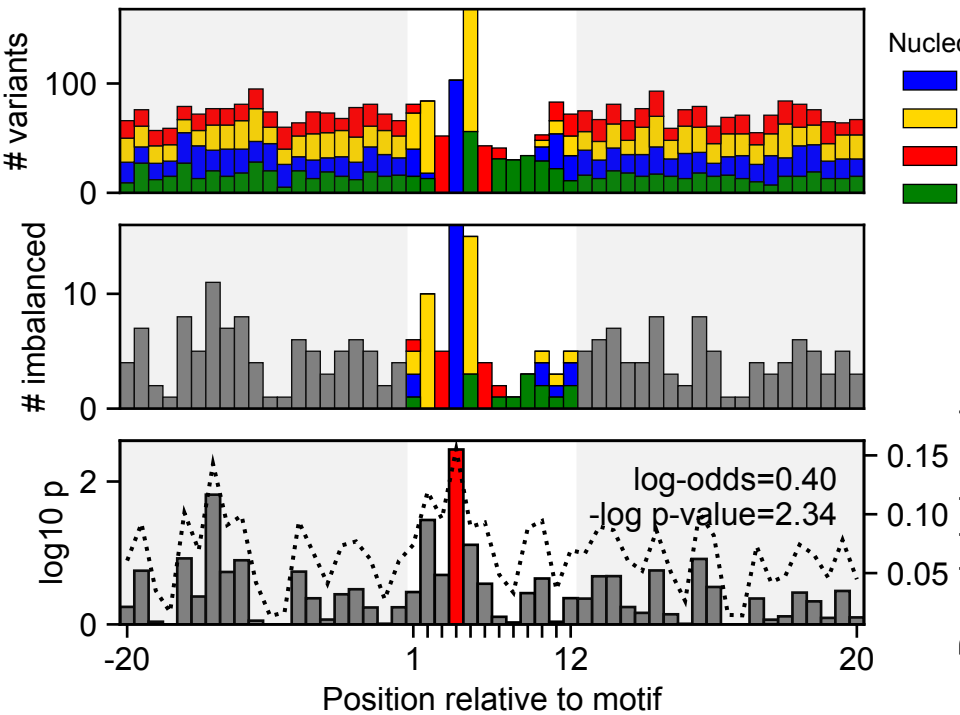 # variants
100
0
Nucleo
# imbalanced
10
0
log10 p
2
0
log-odds=0.40
-log p-value=2.34
0.15
0.10
0.05
-20
1
12
20
Position relative to motif